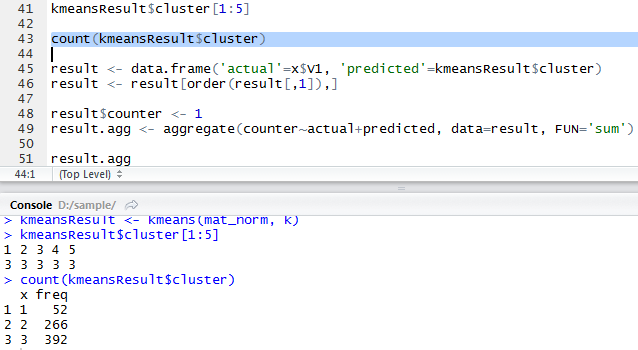 41 kmeansResult$cluster[1:5]
42
43 count(kmeansResult$cluster)
44
45 result <- data.frame('actual'=x$V1, 'predicted'=kmeansResult$cluster)
46 result <- result[order(result[,1]),]
47
48 result$counter <- 1
49 result.agg <- aggregate(counter~actual+predicted, data=result, FUN='sum')
50
51 result.agg
44:1 (Top Level)
Console D:/sample/
> kmeansResult <- kmeans(mat_norm, k)
> kmeansResult$cluster[1:5]
1 2 3 4 5
3 3 3 3 3
> count(kmeansResult$cluster)
  x freq
1 1   52
2 2  266
3 3  392